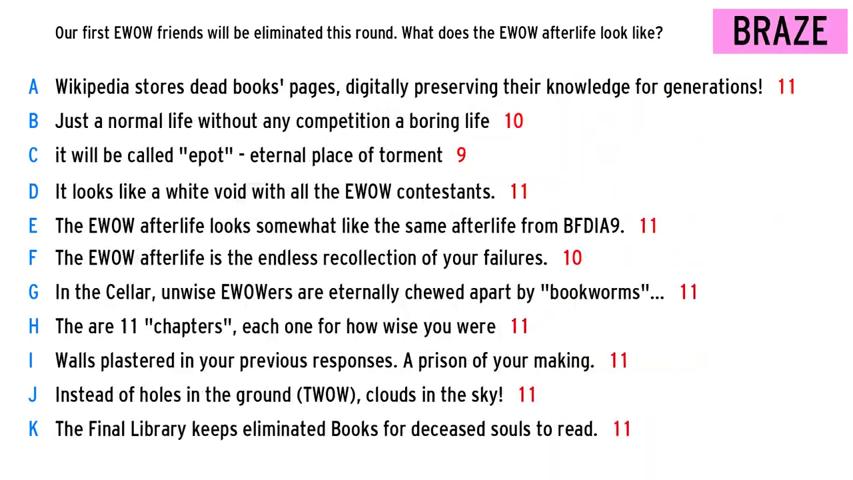 Our first EWOW friends will be eliminated this round. What does the EWOW afterlife look like?
BRAZE
A Wikipedia stores dead books' pages, digitally preserving their knowledge for generations! 11
B Just a normal life without any competition a boring life 10
C it will be called "epot" - eternal place of torment 9
D It looks like a white void with all the EWOW contestants. 11
E The EWOW afterlife looks somewhat like the same afterlife from BFDIA9. 11
F The EWOW afterlife is the endless recollection of your failures. 10
G In the Cellar, unwise EWOWers are eternally chewed apart by "bookworms"... 11
H The are 11 "chapters", each one for how wise you were 11
I Walls plastered in your previous responses. A prison of your making. 11
J Instead of holes in the ground (TWOW), clouds in the sky! 11
K The Final Library keeps eliminated Books for deceased souls to read. 11